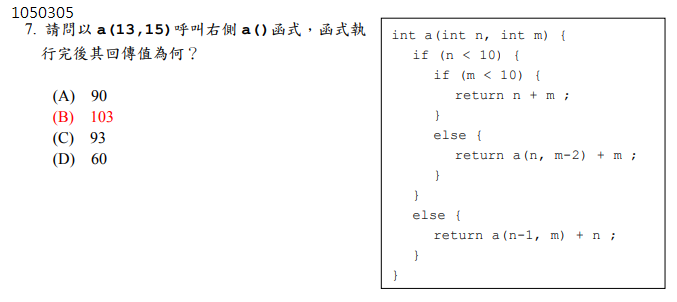 1050305
7. 請問以 a(13,15)呼叫右側 a()函式,函式執
行完後其回傳值為何?
(A) 90
(B) 103
(C) 93
(D) 60
int a(int n, int m) {
if (n < 10) {
if (m < 10) {
return n + m ;
}
else {
return a(n, m-2) + m ;
}
}
else {
return a(n-1, m) + n ;
}
}